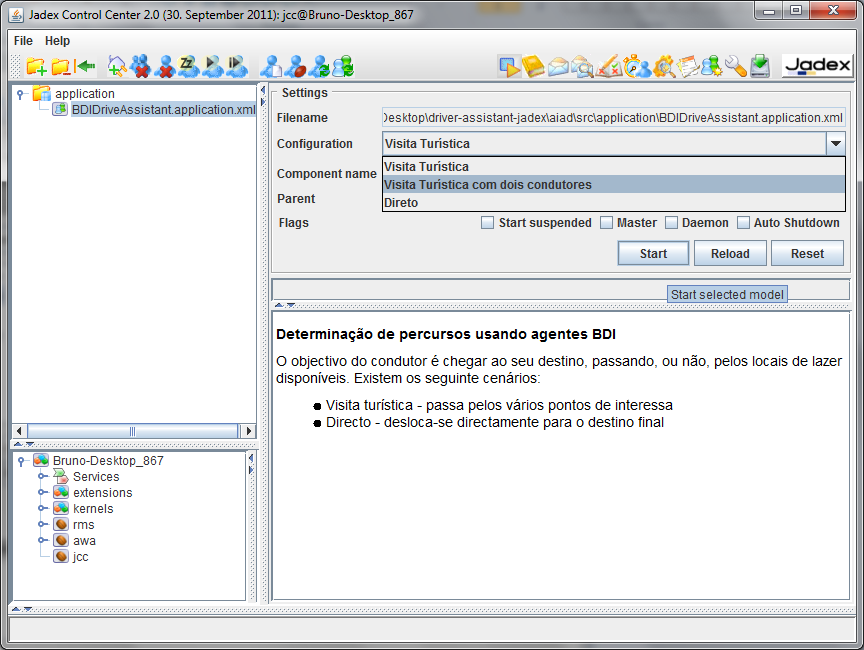 Jadex Control Center 2.0 (30. September 2011): jcc@Bruno-Desktop_867
File Help
Jadex
application
BDIDriveAssistant.application.xml
Settings
Filename
Desktop\driver-assistant-jadex\aiad\src\application\BDIDriveAssistant.application.xml
Configuration
Visita Turística
Visita Turística
Visita Turística com dois condutores
Direto
Component name
Parent
Flags
Start suspended Master Daemon Auto Shutdown
Start Reload Reset
Start selected model
Determinação de percursos usando agentes BDI
O objectivo do condutor é chegar ao seu destino, passando, ou não, pelos locais de lazer
disponíveis. Existem os seguinte cenários:
● Visita turística - passa pelos vários pontos de interessa
● Directo - desloca-se directamente para o destino final
Bruno-Desktop_867
Services
extensions
kernels
rms
awa
jcc